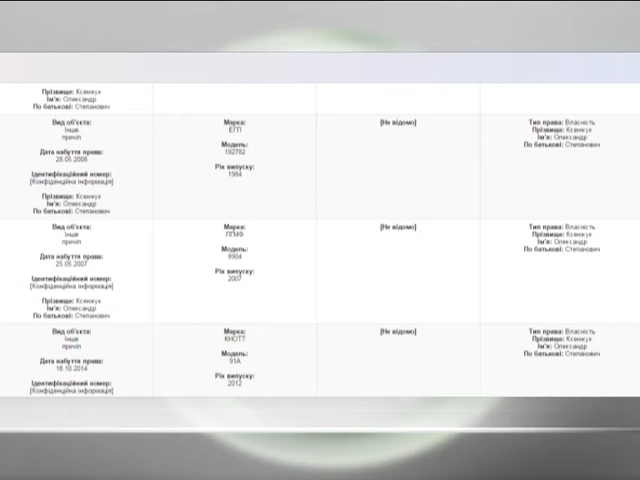 Прізвище: Ксенжук
Ім'я: Олександр
По батькові: Степанович
Вид об'єкта:
Інше
причіп
Дата набуття права:
28.05.2008
Ідентифікаційний номер:
[Конфіденційна інформація]
Прізвище: Ксенжук
Ім'я: Олександр
По батькові: Степанович
Марка:
ЕГП
Модель:
192782
Рік випуску:
1984
[Не відомо]
Тип права: Власність
Прізвище: Ксенжук
Ім'я: Олександр
По батькові: Степанович
Вид об'єкта:
Інше
причіп
Дата набуття права:
25.05.2007
Ідентифікаційний номер:
[Конфіденційна інформація]
Прізвище: Ксенжук
Ім'я: Олександр
По батькові: Степанович
Марка:
Модель:
8904
Рік випуску:
2007
[Не відомо]
Тип права: Власність
Прізвище: Ксенжук
Ім'я: Олександр
По батькові: Степанович
Вид об'єкта:
Інше
причіп
Дата набуття права:
18.10.2014
Ідентифікаційний номер:
[Конфіденційна інформація]
Марка:
КНОТТ
Модель:
91А
Рік випуску:
2012
[Не відомо]
Тип права: Власність
Прізвище: Ксенжук
Ім'я: Олександр
По батькові: Степанович